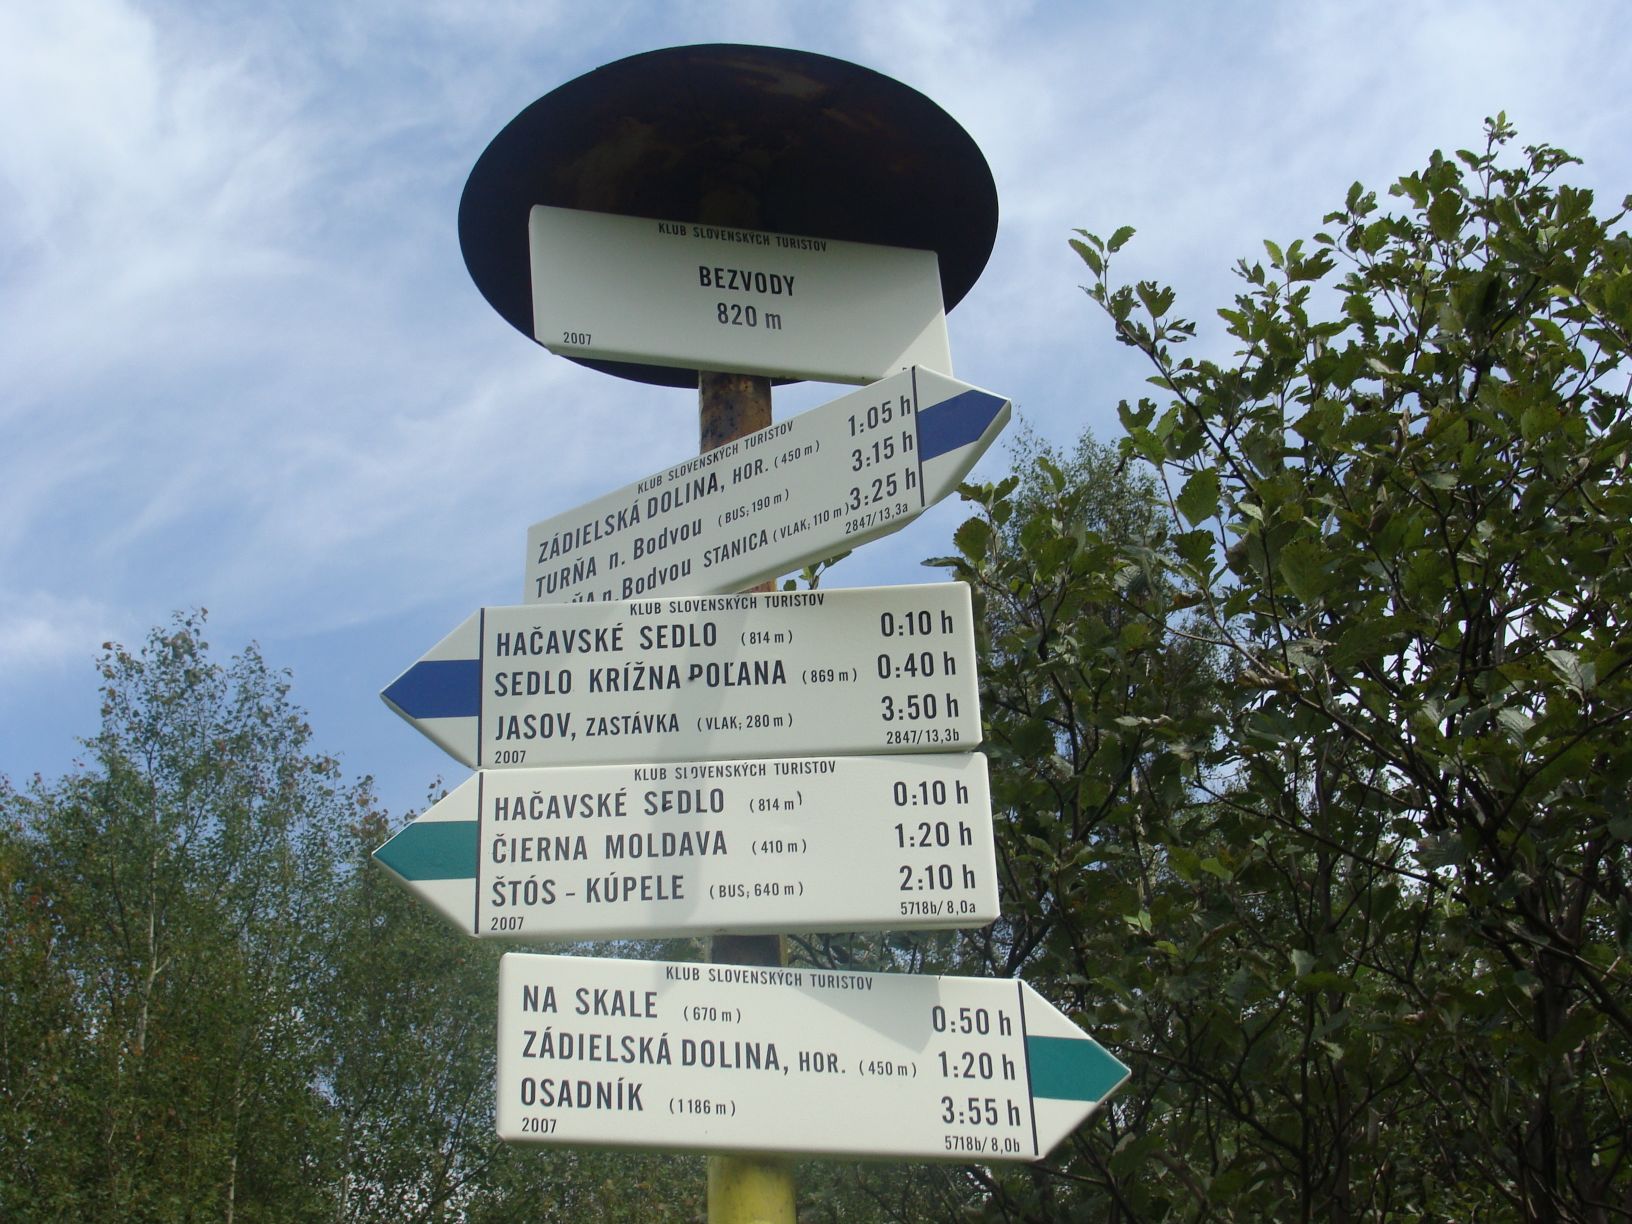 KLUB SLOVENSKÝCH TURISTOV
BEZVODY
820 m
2007
KLUB SLOVENSKÝCH TURISTOV
ZÁDIELSKÁ DOLINA, HOR. (450 m) 1:05 h
TURŇA n. Bodvou (BUS; 190 m) 3:15 h
n. Bodvou STANICA (VLAK; 110 m) 3:25 h
2847/13,3a
KLUB SLOVENSKÝCH TURISTOV
HAČAVSKÉ SEDLO (814 m) 0:10 h
SEDLO KRÍŽNA POĽANA (869 m) 0:40 h
JASOV, ZASTÁVKA (VLAK; 280 m) 3:50 h
2007 2847/13,3b
KLUB SLOVENSKÝCH TURISTOV
HAČAVSKÉ SEDLO (814 m) 0:10 h
ČIERNA MOLDAVA (410 m) 1:20 h
ŠTÓS - KÚPELE (BUS; 640 m) 2:10 h
2007 5718b/ 8,0a
KLUB SLOVENSKÝCH TURISTOV
NA SKALE (670 m) 0:50 h
ZÁDIELSKÁ DOLINA, HOR. (450 m) 1:20 h
OSADNÍK (1186 m) 3:55 h
2007 5718b/ 8,0b